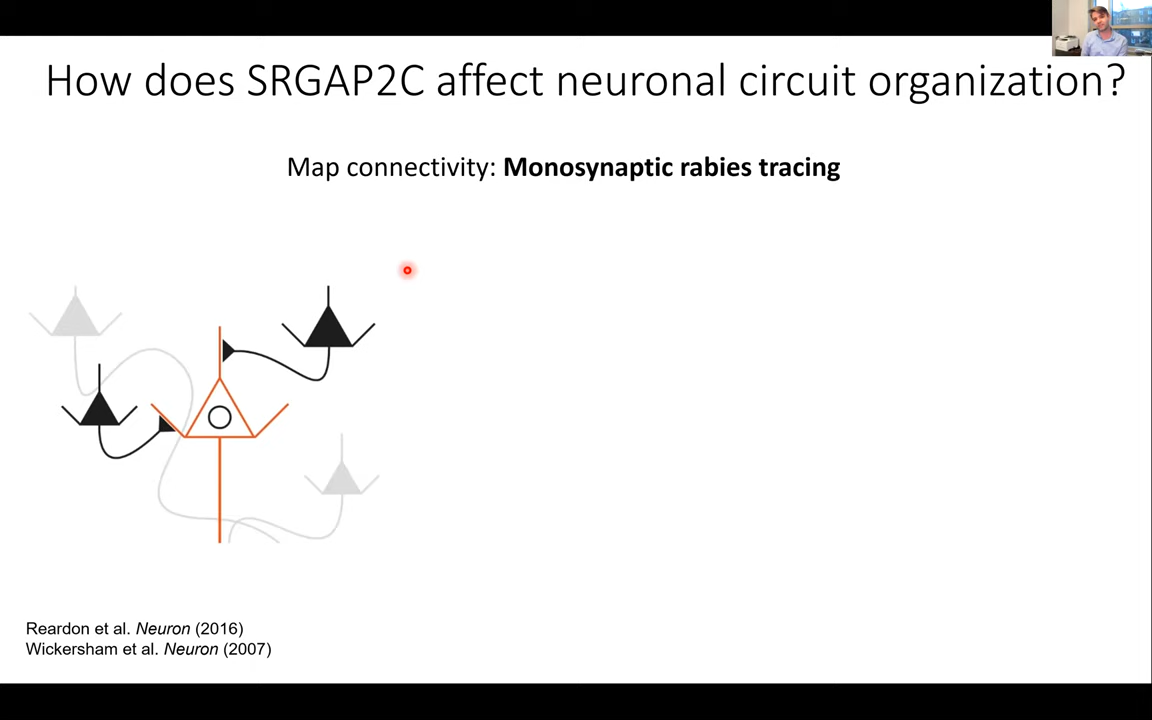 How does SRGAP2C affect neuronal circuit organization?
Map connectivity: Monosynaptic rabies tracing
Reardon et al. Neuron (2016)
Wickersham et al. Neuron (2007)